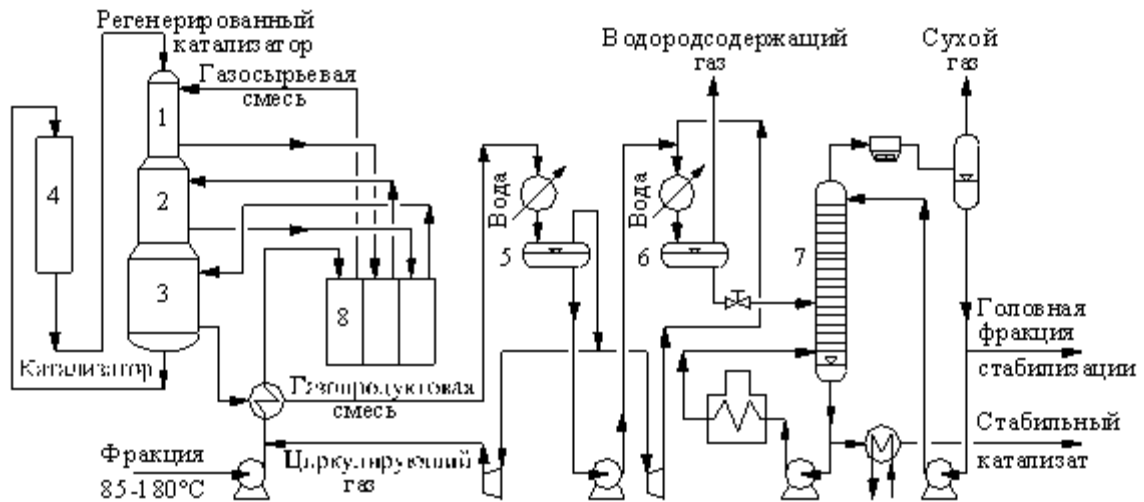 Регенерированный
катализатор
Газосырьевая
смесь
Водородсодержащий
газ
Сухой
газ
1
2
3
4
Вода
5
Вода
6
7
8
Катализатор
Газопродуктовая
смесь
Головная
фракция
стабилизации
Фракция
85-180°С
Циркулирующий
газ
Стабильный
катализат